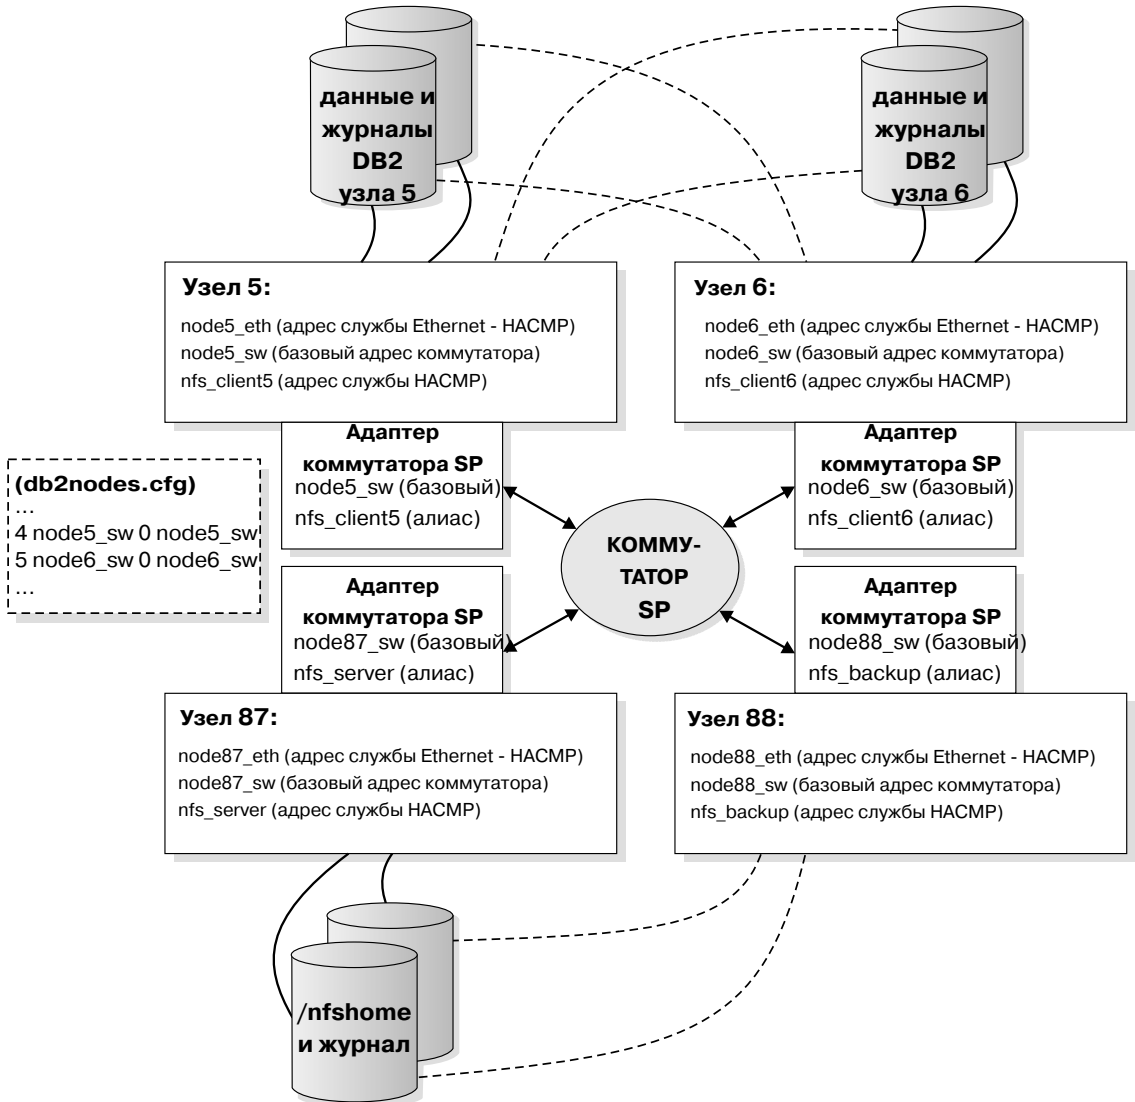 данные и
журналы
DB2
узла 5
данные и
журналы
DB2
узла 6
Узел 5:
node5_eth (адрес службы Ethernet - HACMP)
node5_sw (базовый адрес коммутатора)
nfs_client5 (адрес службы HACMP)
Узел 6:
node6_eth (адрес службы Ethernet - HACMP)
node6_sw (базовый адрес коммутатора)
nfs_client6 (адрес службы HACMP)
Адаптер
коммутатора SP
node5_sw (базовый)
nfs_client5 (алиас)
Адаптер
коммутатора SP
node6_sw (базовый)
nfs_client6 (алиас)
(db2nodes.cfg)
...
4 node5_sw 0 node5_sw
5 node6_sw 0 node6_sw
...
КОММУ-
ТАТОР
SP
Адаптер
коммутатора SP
node87_sw (базовый)
nfs_server (алиас)
Адаптер
коммутатора SP
node88_sw (базовый)
nfs_backup (алиас)
Узел 87:
node87_eth (адрес службы Ethernet - HACMP)
node87_sw (базовый адрес коммутатора)
nfs_server (адрес службы HACMP)
Узел 88:
node88_eth (адрес службы Ethernet - HACMP)
node88_sw (базовый адрес коммутатора)
nfs_backup (адрес службы HACMP)
/nfshome
и журнал